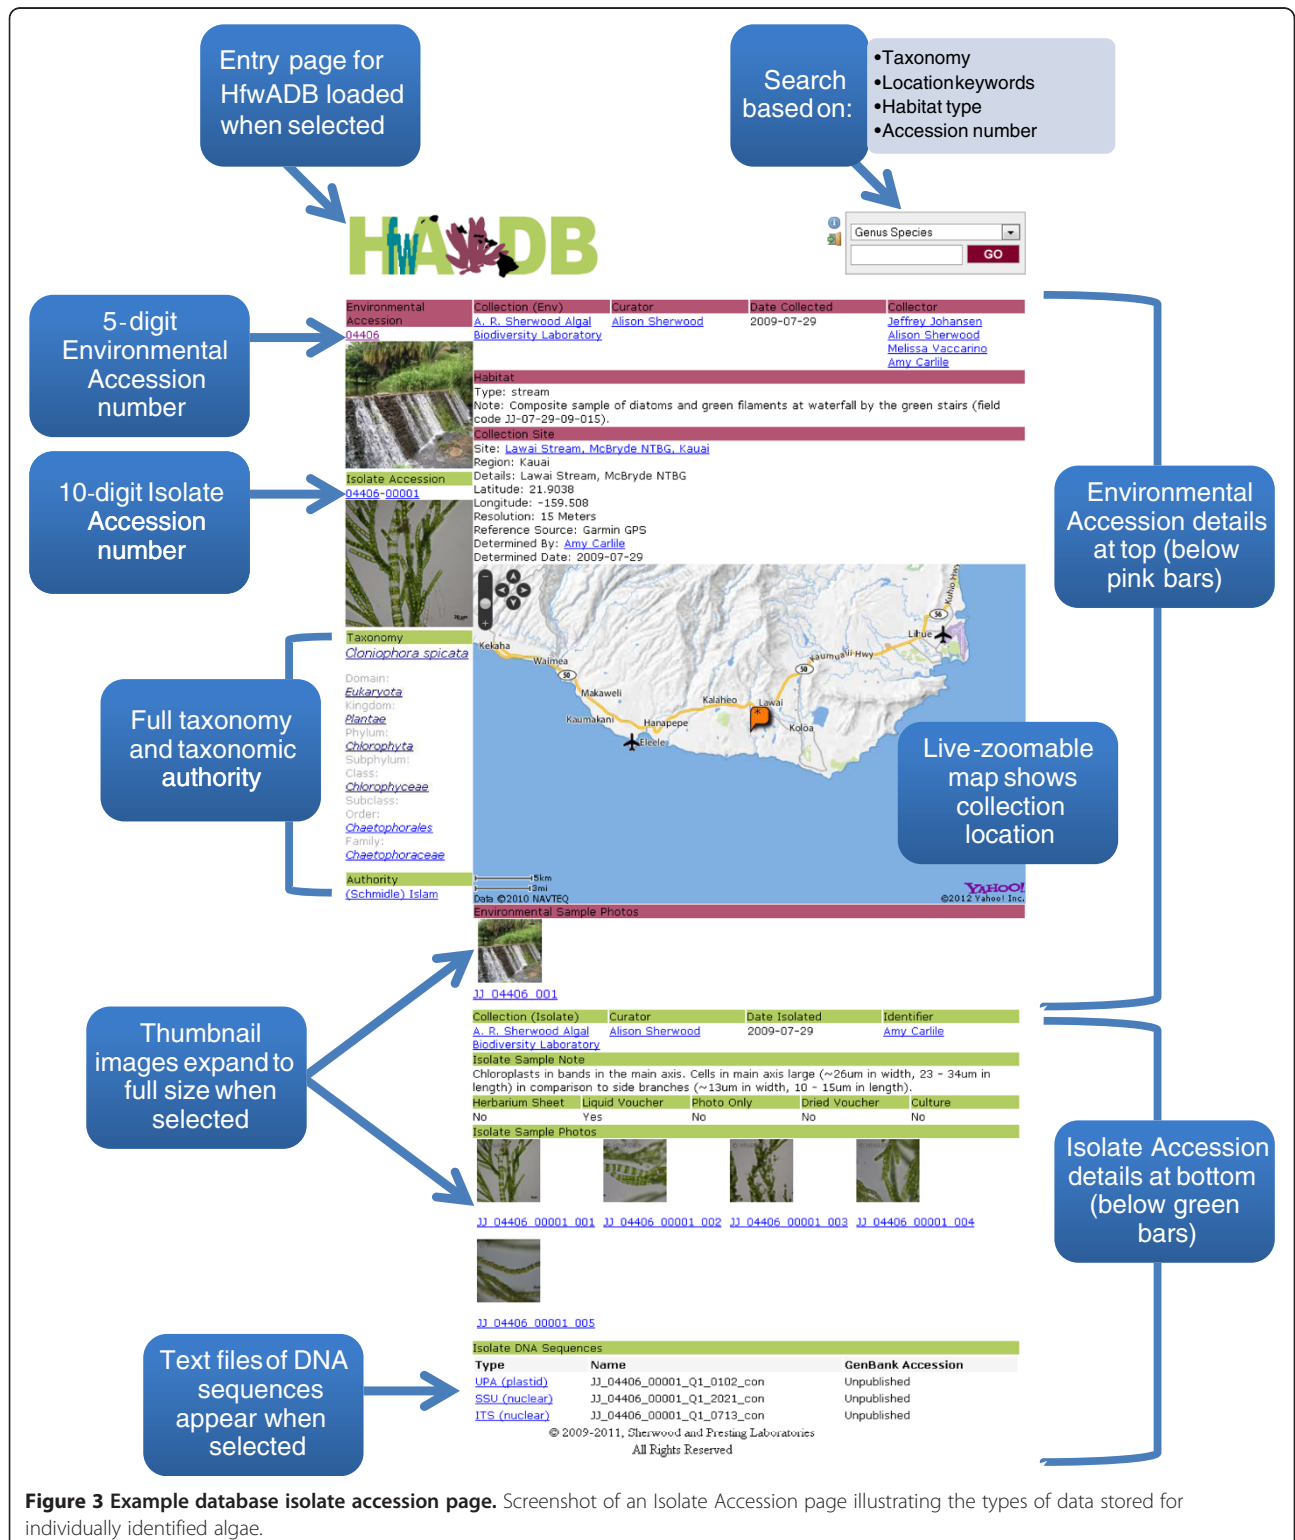 Entry page for
HfwADB loaded
when selected
Search
based on:
•Taxonomy
•Locationkeywords
•Habitat type
•Accession number
HfwADB
Genus Species
GO
5-digit
Environmental
Accession
number
Environmental
Accession
04406
Collection (Env) Curator Date Collected Collector
A. R. Sherwood Algal Alison Sherwood 2009-07-29 Jeffrey Johansen
Biodiversity Laboratory Alison Sherwood
Melissa Vaccarino
Amy Carlile
Habitat
Type: stream
Note: Composite sample of diatoms and green filaments at waterfall by the green stairs (field
code JJ-07-29-09-015).
Collection Site
Site: Lawai Stream, McBryde NTBG, Kauai
Region: Kauai
Details: Lawai Stream, McBryde NTBG
Latitude: 21.9038
Longitude: -159.508
Resolution: 15 Meters
Reference Source: Garmin GPS
Determined By: Amy Carlile
Determined Date: 2009-07-29
10-digit Isolate
Accession
number
Isolate Accession
04406-00001
Environmental
Accession details
at top (below
pink bars)
Full taxonomy
and taxonomic
authority
Taxonomy
Cloniophora spicata
Domain:
Eukaryota
Kingdom:
Plantae
Phylum:
Chlorophyta
Subphylum:
Class:
Chlorophyceae
Subclass:
Order:
Chaetophorales
Family:
Chaetophoraceae
Authority
(Schmidle) Islam
Kekaha
Waimea
50
Makaweli
Kaumakani
Hanapepe
Eleele
Kalaheo
Lawai
Koloa
50
Kaumualii Hwy
Lihue
56
Kuhio Hwy
Live-zoomable
map shows
collection
location
5km
3mi
Data ©2010 NAVTEQ
YAHOO!
©2012 Yahoo! Inc.
Environmental Sample Photos
JJ_04406_001
Thumbnail
images expand to
full size when
selected
Collection (Isolate) Curator Date Isolated Identifier
A. R. Sherwood Algal Alison Sherwood 2009-07-29 Amy Carlile
Biodiversity Laboratory
Isolate Sample Note
Chloroplasts in bands in the main axis. Cells in main axis large (~26um in width, 23 - 34um in
length) in comparison to side branches (~13um in width, 10 - 15um in length).
Herbarium Sheet Liquid Voucher Photo Only Dried Voucher Culture
No Yes No No No
Isolate Sample Photos
JJ_04406_00001_001 JJ_04406_00001_002 JJ_04406_00001_003 JJ_04406_00001_004
JJ_04406_00001_005
Isolate Accession
details at bottom
(below green
bars)
Text files of DNA
sequences
appear when
selected
Isolate DNA Sequences
Type Name GenBank Accession
UPA (plastid) JJ_04406_00001_Q1_0102_con Unpublished
SSU (nuclear) JJ_04406_00001_Q1_2021_con Unpublished
ITS (nuclear) JJ_04406_00001_Q1_0713_con Unpublished
© 2009-2011, Sherwood and Presting Laboratories
All Rights Reserved
Figure 3 Example database isolate accession page. Screenshot of an Isolate Accession page illustrating the types of data stored for
individually identified algae.